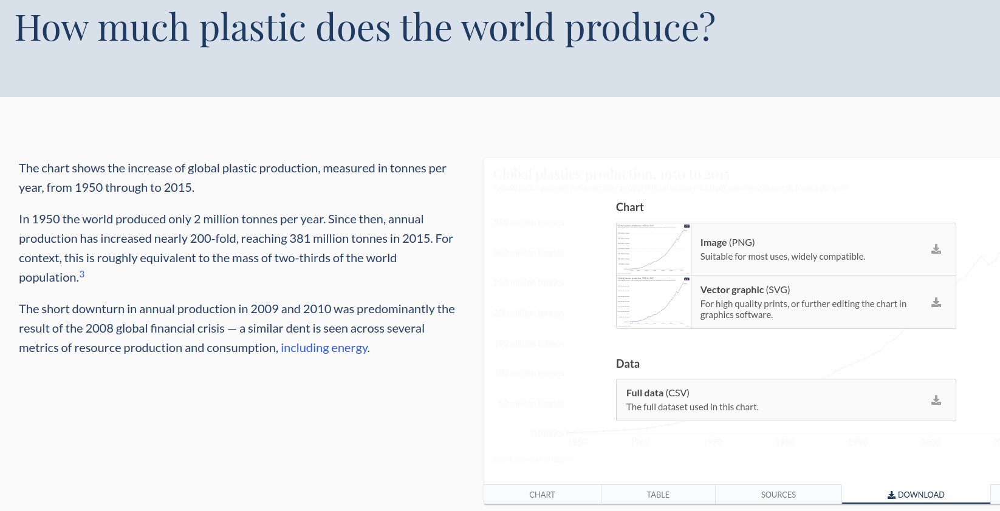 How much plastic does the world produce?
The chart shows the increase of global plastic production, measured in tonnes per
year, from 1950 through to 2015.
In 1950 the world produced only 2 million tonnes per year. Since then, annual
production has increased nearly 200-fold, reaching 381 million tonnes in 2015. For
context, this is roughly equivalent to the mass of two-thirds of the world
population.3
The short downturn in annual production in 2009 and 2010 was predominantly the
result of the 2008 global financial crisis — a similar dent is seen across several
metrics of resource production and consumption, including energy.
Global plastics production, 1950 to 2015
Annual global polymer resin and fiber production (plastic production), measured in metric tonnes per year.
350 million tonnes
300 million tonnes
250 million tonnes
200 million tonnes
150 million tonnes
100 million tonnes
50 million tonnes
0 tonnes
1950 1960 1970 1980 1990 2000
Source: Geyer et al. (2017)
Chart
Image (PNG)
Suitable for most uses, widely compatible.
Vector graphic (SVG)
For high quality prints, or further editing the chart in
graphics software.
Data
Full data (CSV)
The full dataset used in this chart.
CHART TABLE SOURCES DOWNLOAD